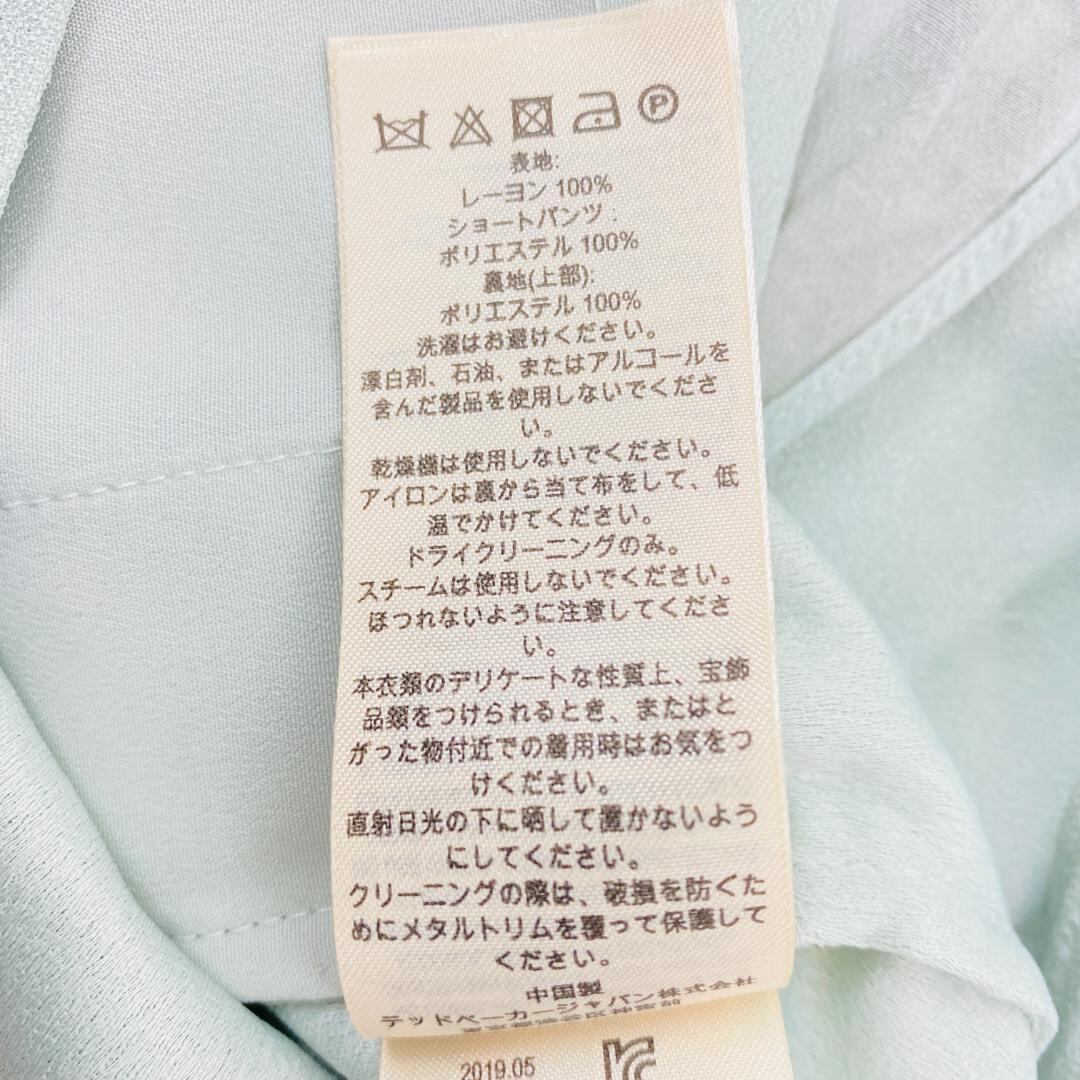 P
表地:
レーヨン 100%
ショートパンツ :
ポリエステル 100%
裏地(上部):
ポリエステル 100%
洗濯はお避けください。
漂白剤、石油、またはアルコールを
含んだ製品を使用しないでくださ
い。
乾燥機は使用しないでください。
アイロンは裏から当て布をして、低
温でかけてください。
ドライクリーニングのみ。
スチームは使用しないでください。
ほつれないように注意してくださ
い。
本衣類のデリケートな性質上、宝飾
品類をつけられるとき、またはと
がった物付近での着用時はお気をつ
けください。
直射日光の下に晒して置かないよう
にしてください。
クリーニングの際は、破損を防ぐた
めにメタルトリムを覆って保護して
ください。
中国製
テッドベーカージャパン株式会社
東京都渋谷区神宮前
2019.05